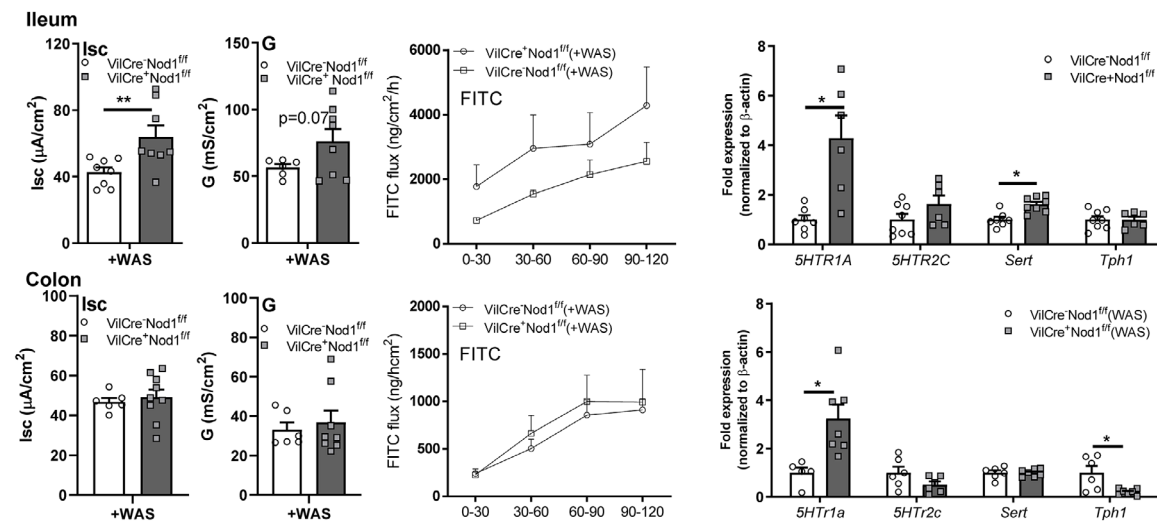 Ileum
Isc
VilCre⁻Nod1f/f
VilCre⁺Nod1f/f
**
Isc (μA/cm²)
120
80
40
0
+WAS
G
VilCre⁻Nod1f/f
VilCre⁺Nod1f/f
p=0.07
G (mS/cm²)
150
100
50
0
+WAS
VilCre⁺Nod1f/f(+WAS)
VilCre⁻Nod1f/f(+WAS)
FITC
FITC flux (ng/cm²/h)
6000
4000
2000
0
0-30 30-60 60-90 90-120
VilCre⁻Nod1f/f
VilCre+Nod1f/f
Fold expression
(normalized to β-actin)
8
6
4
2
0
*
*
5HTR1A 5HTR2C Sert Tph1
Colon
Isc
VilCre⁻Nod1f/f
VilCre⁺Nod1f/f
Isc (μA/cm²)
100
80
60
40
20
0
+WAS
G
VilCre⁻Nod1f/f
VilCre⁺Nod1f/f
G (mS/cm²)
100
80
60
40
20
0
+WAS
VilCre⁻Nod1f/f(+WAS)
VilCre⁺Nod1f/f(+WAS)
FITC
FITC flux (ng/hcm²)
2000
1500
1000
500
0
0-30 30-60 60-90 90-120
VilCre⁻Nod1f/f(WAS)
VilCre⁺Nod1f/f(WAS)
Fold expression
(normalized to β-actin)
8
6
4
2
0
*
*
5HTr1a 5HTr2c Sert Tph1